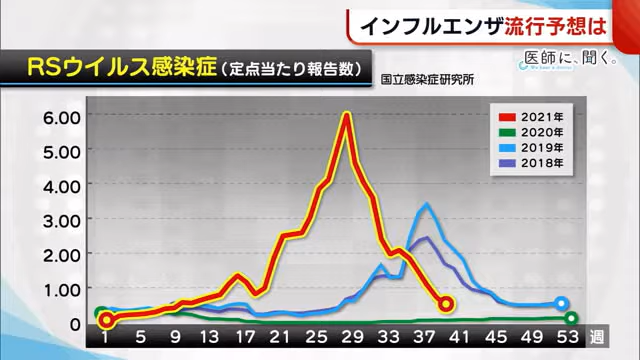 インフルエンザ流行予想は
医師に、聞く。
RSウイルス感染症(定点当たり報告数)
国立感染症研究所
6.00
5.00
4.00
3.00
2.00
1.00
0
2021年
2020年
2019年
2018年
1 5 9 13 17 21 25 29 33 37 41 45 49 53 週